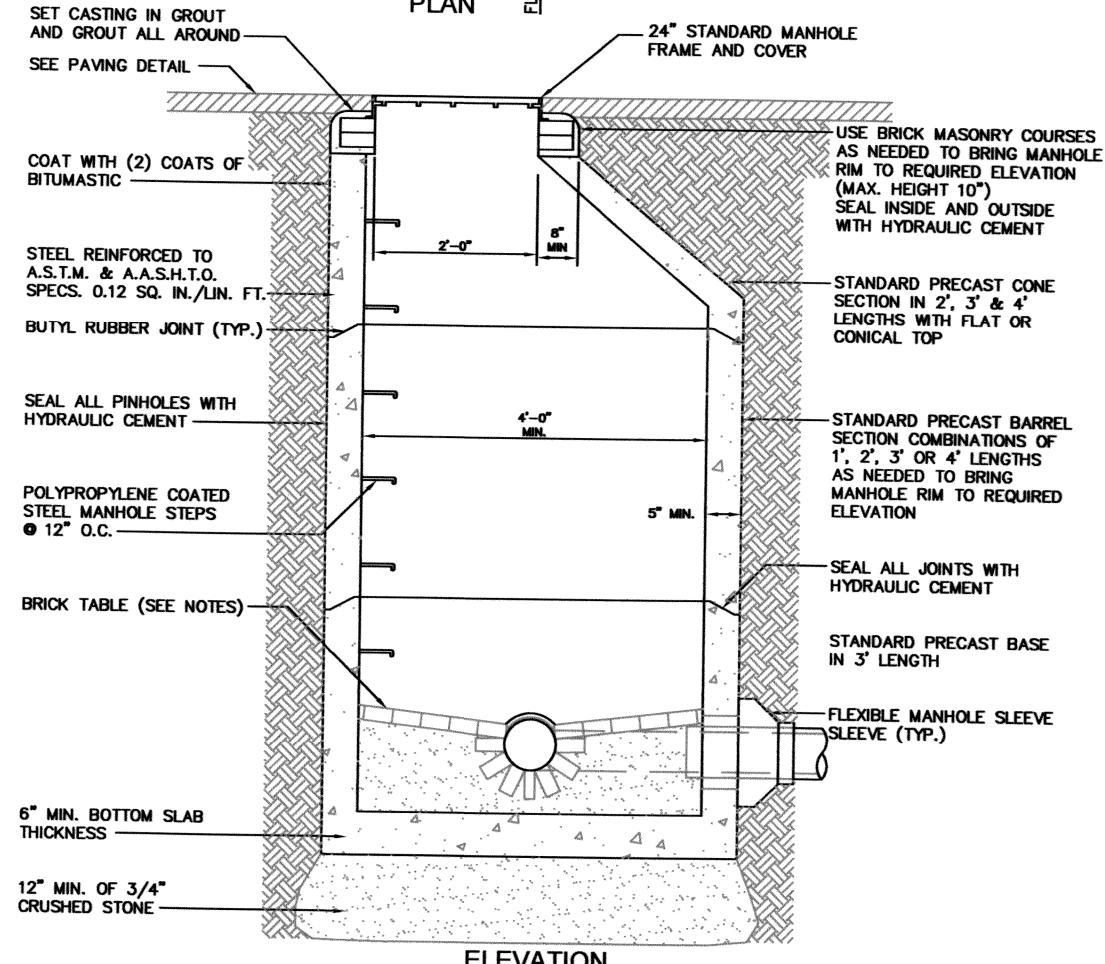 PLAN
SET CASTING IN GROUT
AND GROUT ALL AROUND
SEE PAVING DETAIL
COAT WITH (2) COATS OF
BITUMASTIC
STEEL REINFORCED TO
A.S.T.M. & A.A.S.H.T.O.
SPECS. 0.12 SQ. IN./LIN. FT.
BUTYL RUBBER JOINT (TYP.)
SEAL ALL PINHOLES WITH
HYDRAULIC CEMENT
POLYPROPYLENE COATED
STEEL MANHOLE STEPS
@ 12" O.C.
BRICK TABLE (SEE NOTES)
6" MIN. BOTTOM SLAB
THICKNESS
12" MIN. OF 3/4"
CRUSHED STONE
2'-0"
8"
MIN
4'-0"
MIN.
5" MIN.
24" STANDARD MANHOLE
FRAME AND COVER
USE BRICK MASONRY COURSES
AS NEEDED TO BRING MANHOLE
RIM TO REQUIRED ELEVATION
(MAX. HEIGHT 10")
SEAL INSIDE AND OUTSIDE
WITH HYDRAULIC CEMENT
STANDARD PRECAST CONE
SECTION IN 2', 3' & 4'
LENGTHS WITH FLAT OR
CONICAL TOP
STANDARD PRECAST BARREL
SECTION COMBINATIONS OF
1', 2', 3' OR 4' LENGTHS
AS NEEDED TO BRING
MANHOLE RIM TO REQUIRED
ELEVATION
SEAL ALL JOINTS WITH
HYDRAULIC CEMENT
STANDARD PRECAST BASE
IN 3' LENGTH
FLEXIBLE MANHOLE SLEEVE
SLEEVE (TYP.)
ELEVATION